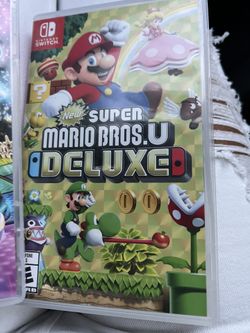 NINTENDO
SWITCH
New
SUPER
MARIO BROS. U
DELUXE
E